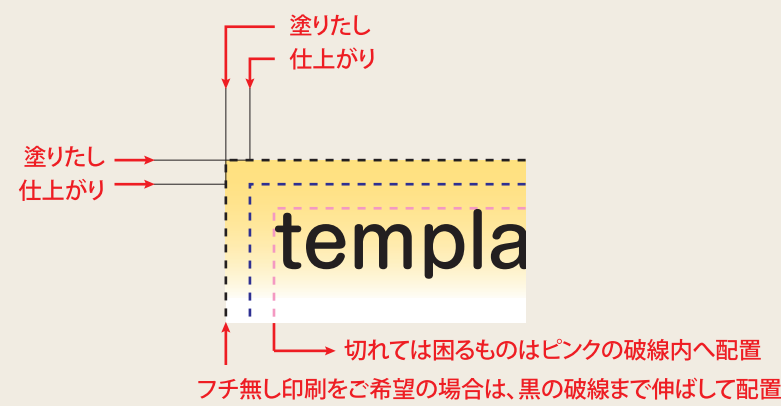 塗りたし
仕上がり
塗りたし
仕上がり
templa
切れては困るものはピンクの破線内へ配置
フチ無し印刷をご希望の場合は、黒の破線まで伸ばして配置